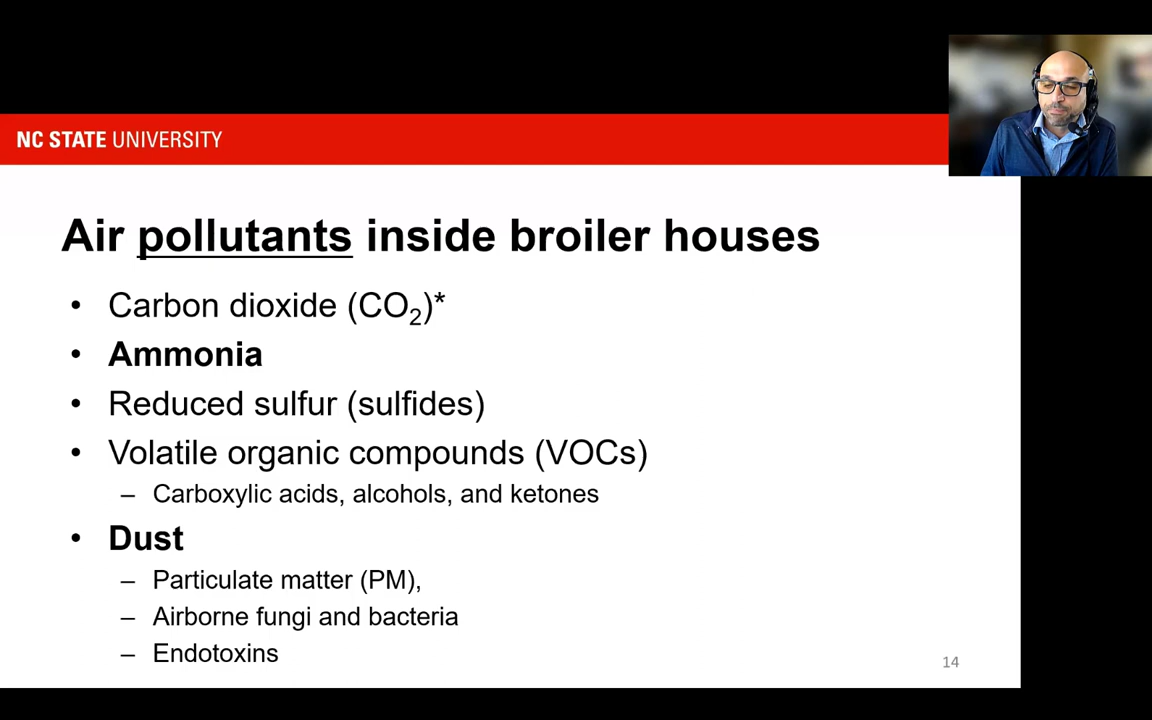 NC STATE UNIVERSITY
Air pollutants inside broiler houses
• Carbon dioxide (CO₂)*
• Ammonia
• Reduced sulfur (sulfides)
• Volatile organic compounds (VOCs)
– Carboxylic acids, alcohols, and ketones
• Dust
– Particulate matter (PM),
– Airborne fungi and bacteria
– Endotoxins
14